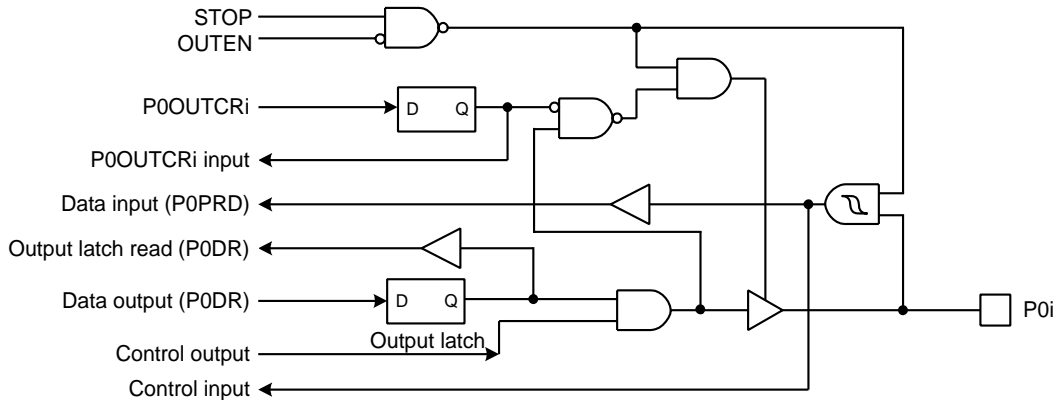 STOP
OUTEN
P0OUTCRi
D Q
P0OUTCRi input
Data input (P0PRD)
Output latch read (P0DR)
Data output (P0DR)
D Q
P0i
Output latch
Control output
Control input